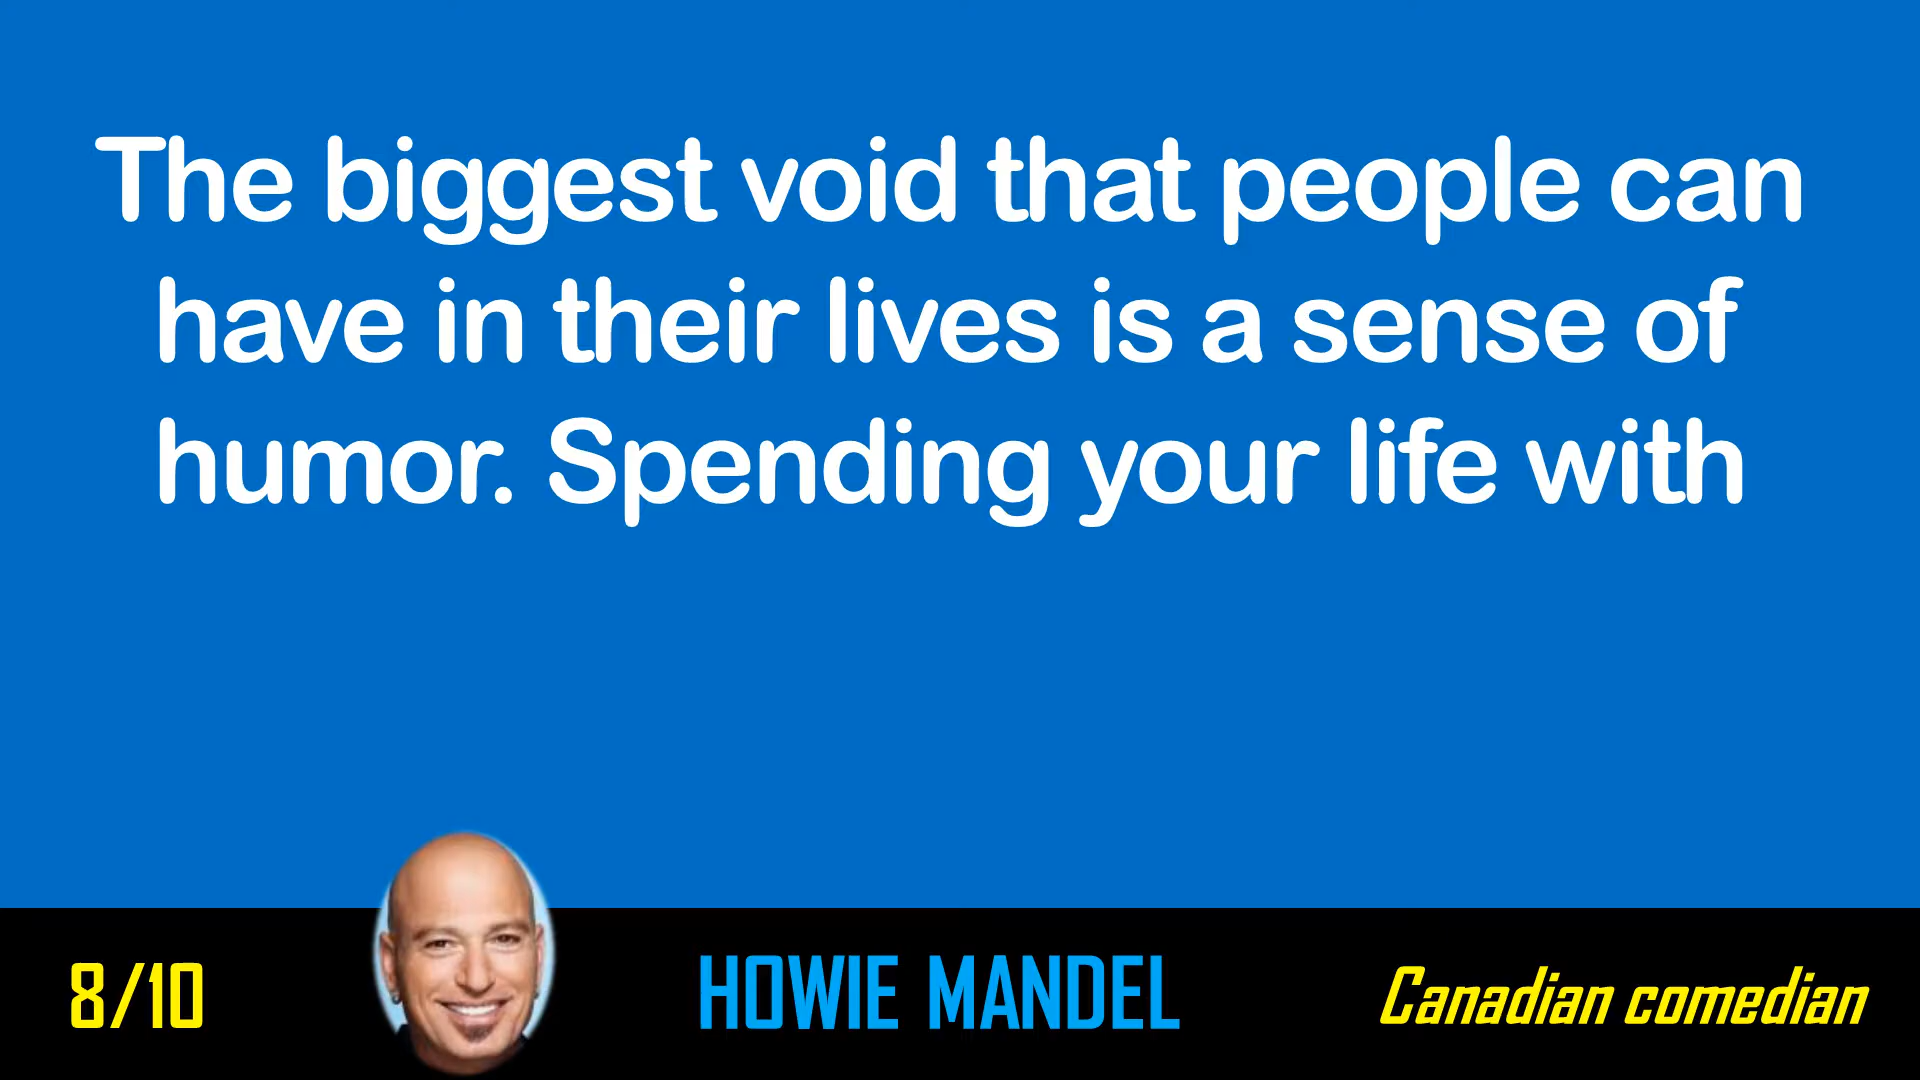 The biggest void that people can
have in their lives is a sense of
humor. Spending your life with
8/10
HOWIE MANDEL
Canadian comedian